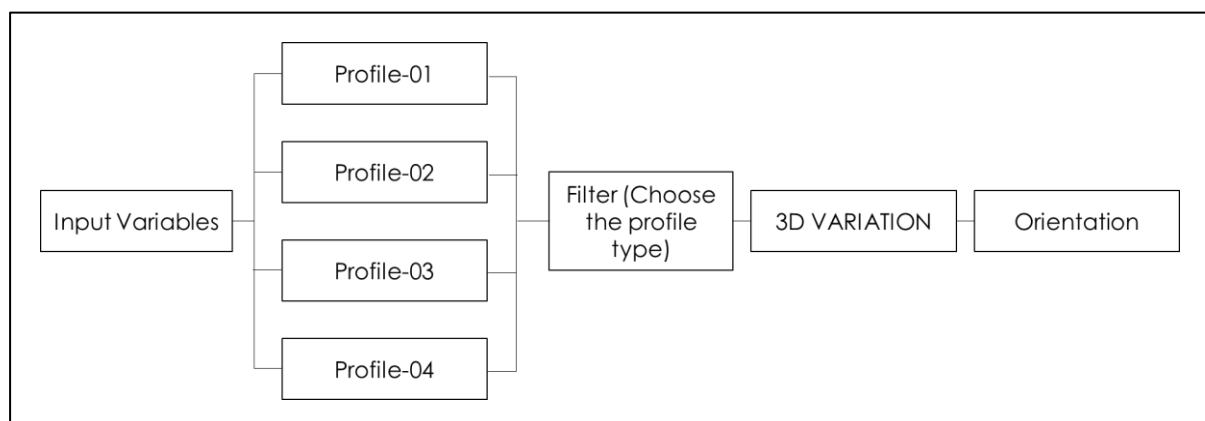 Input Variables
Profile-01
Profile-02
Profile-03
Profile-04
Filter (Choose
the profile
type)
3D VARIATION
Orientation